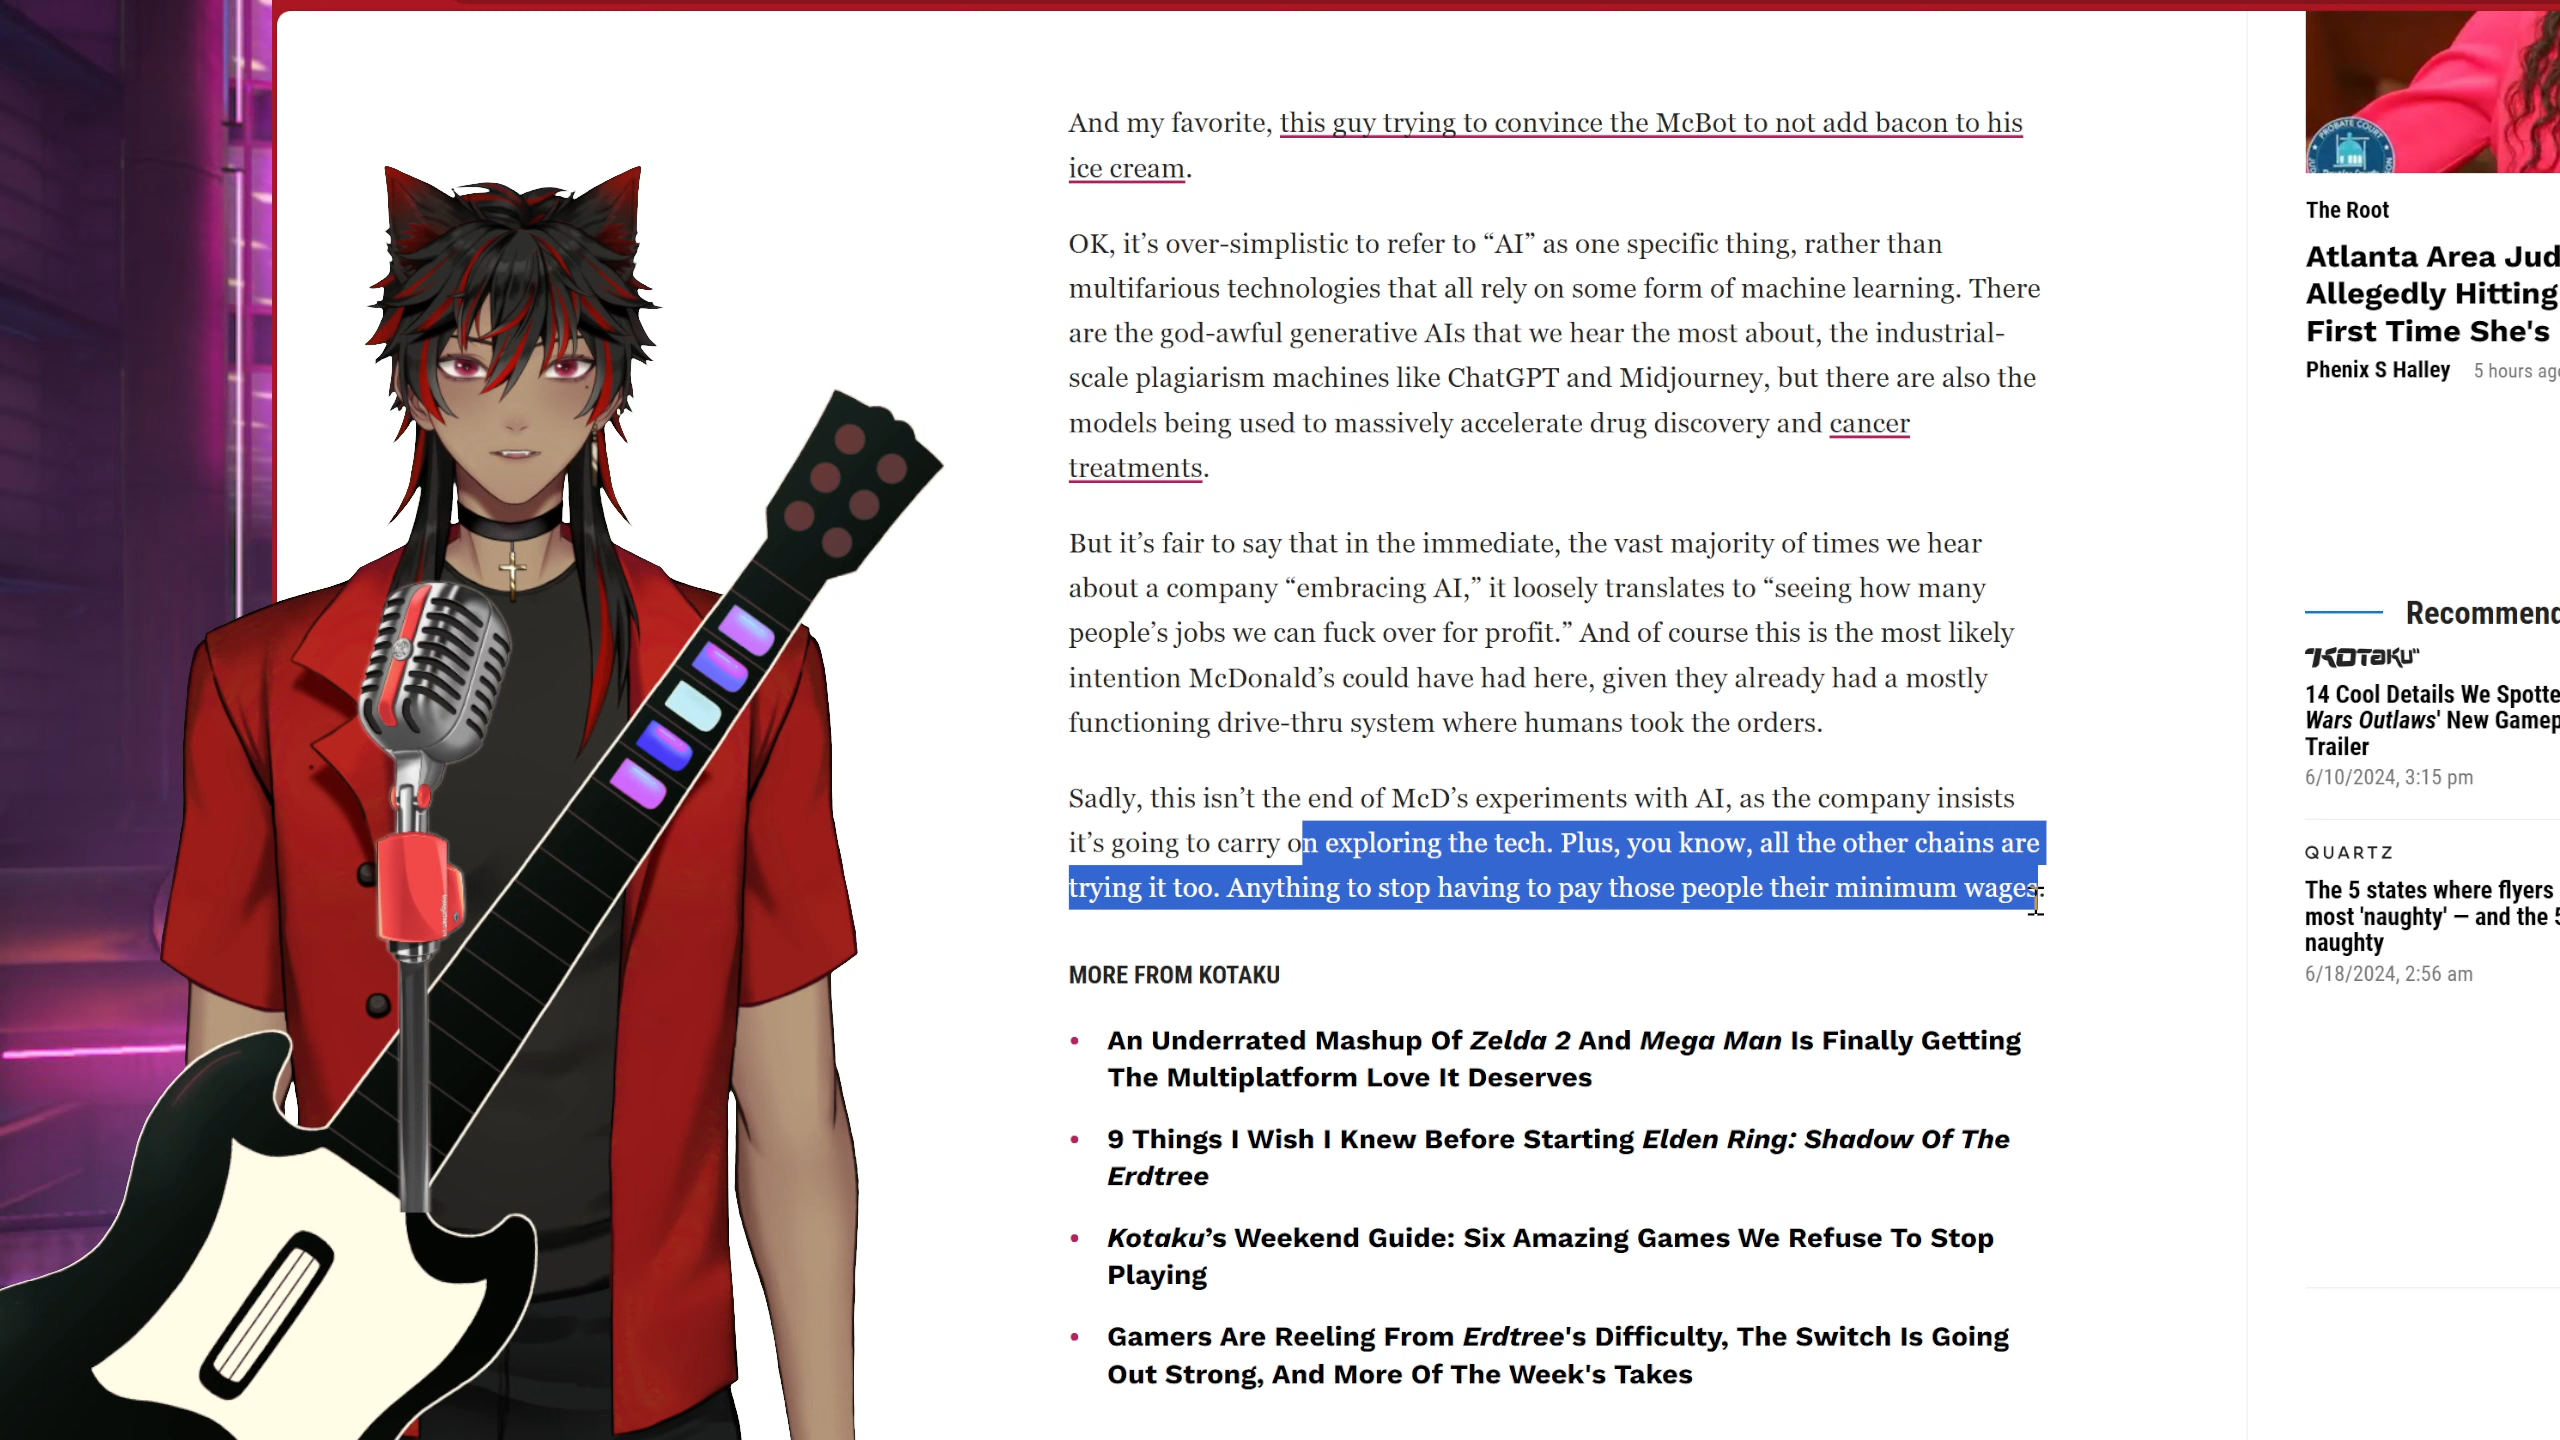 And my favorite, this guy trying to convince the McBot to not add bacon to his
ice cream.
OK, it’s over-simplistic to refer to “AI” as one specific thing, rather than
multifarious technologies that all rely on some form of machine learning. There
are the god-awful generative AIs that we hear the most about, the industrial-
scale plagiarism machines like ChatGPT and Midjourney, but there are also the
models being used to massively accelerate drug discovery and cancer
treatments.
But it’s fair to say that in the immediate, the vast majority of times we hear
about a company “embracing AI,” it loosely translates to “seeing how many
people’s jobs we can fuck over for profit.” And of course this is the most likely
intention McDonald’s could have had here, given they already had a mostly
functioning drive-thru system where humans took the orders.
Sadly, this isn’t the end of McD’s experiments with AI, as the company insists
it’s going to carry on exploring the tech. Plus, you know, all the other chains are
trying it too. Anything to stop having to pay those people their minimum wages.
MORE FROM KOTAKU
• An Underrated Mashup Of Zelda 2 And Mega Man Is Finally Getting
The Multiplatform Love It Deserves
• 9 Things I Wish I Knew Before Starting Elden Ring: Shadow Of The
Erdtree
• Kotaku’s Weekend Guide: Six Amazing Games We Refuse To Stop
Playing
• Gamers Are Reeling From Erdtree's Difficulty, The Switch Is Going
Out Strong, And More Of The Week's Takes
PROBATE COURT
The Root
Atlanta Area Jud
Allegedly Hitting
First Time She's
Phenix S Halley 5 hours ago
Recommend
KOTAKU
14 Cool Details We Spotte
Wars Outlaws' New Gamep
Trailer
6/10/2024, 3:15 pm
QUARTZ
The 5 states where flyers
most 'naughty' — and the 5
naughty
6/18/2024, 2:56 am